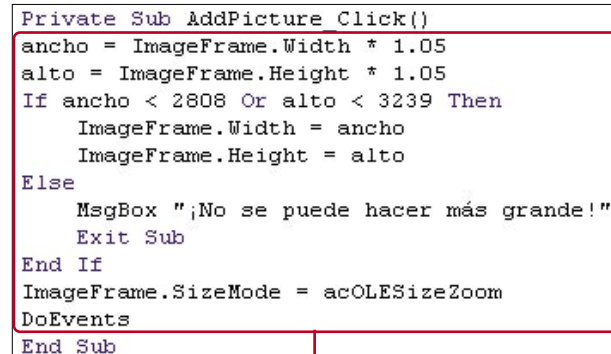 Private Sub AddPicture_Click()
ancho = ImageFrame.Width * 1.05
alto = ImageFrame.Height * 1.05
If ancho < 2808 Or alto < 3239 Then
    ImageFrame.Width = ancho
    ImageFrame.Height = alto
Else
    MsgBox "¡No se puede hacer más grande!"
    Exit Sub
End If
ImageFrame.SizeMode = acOLESizeZoom
DoEvents
End Sub